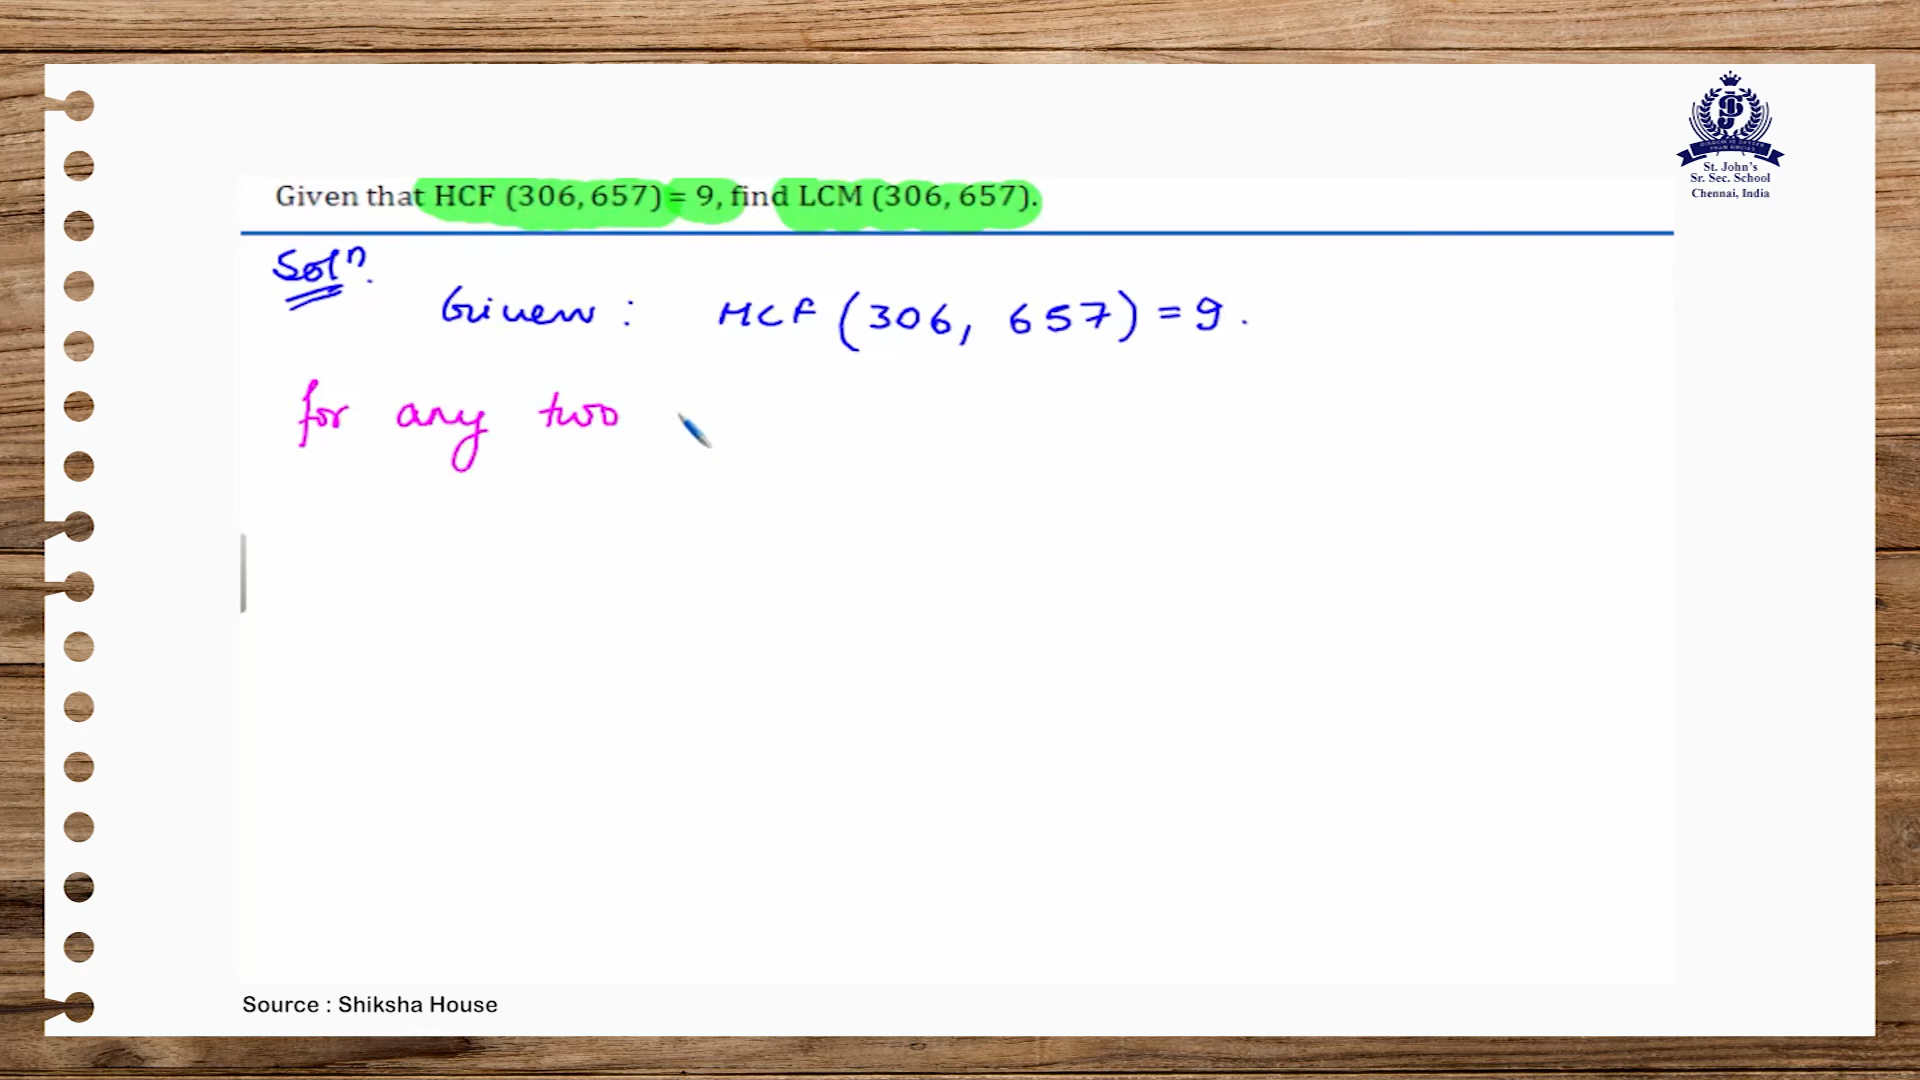 St. John's
Sr. Sec. School
Chennai, India
Given that HCF (306, 657) = 9, find LCM (306, 657).
Solⁿ.
Given : HCF (306, 657) = 9.
for any two
Source : Shiksha House